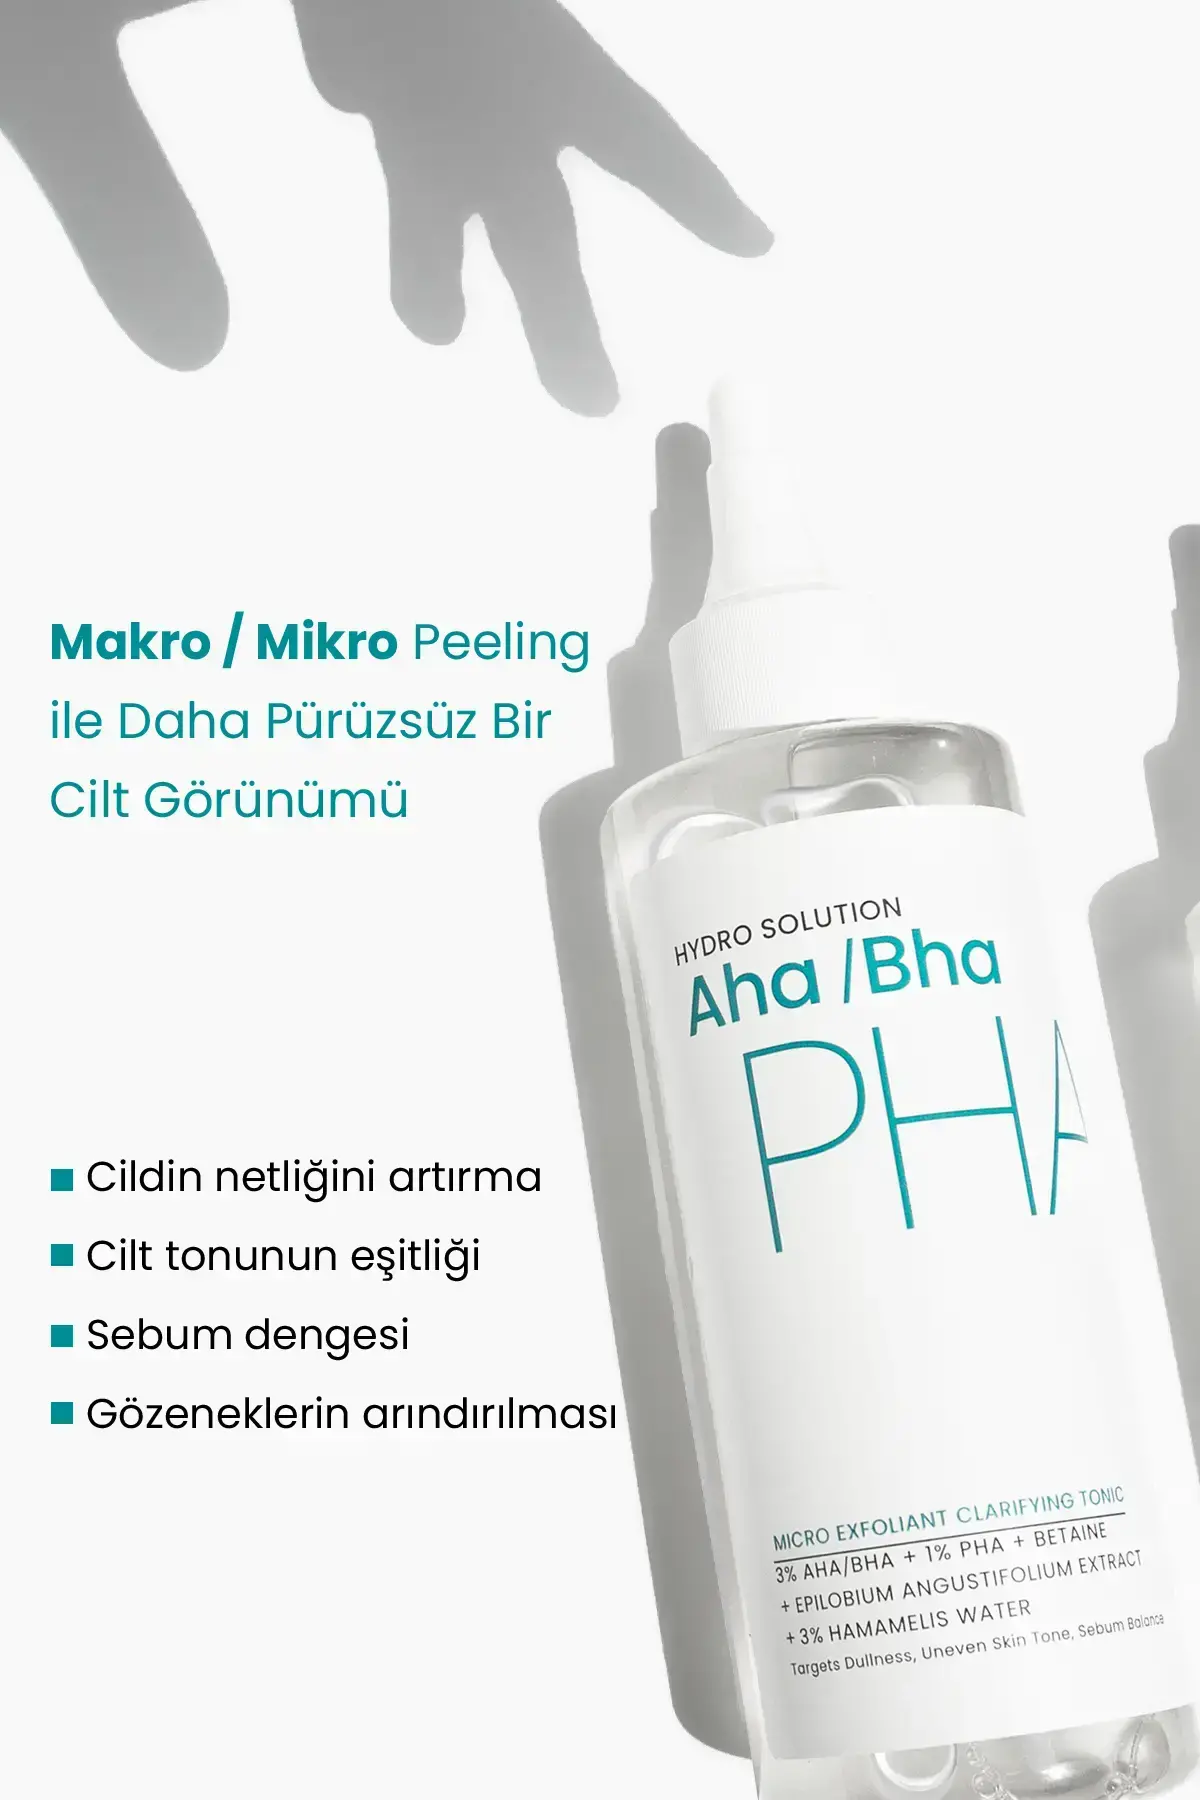 Makro / Mikro Peeling
ile Daha Pürüzsüz Bir
Cilt Görünümü
Cildin netliğini artırma
Cilt tonunun eşitliği
Sebum dengesi
Gözeneklerin arındırılması
HYDRO SOLUTION
Aha / Bha
PHA
MICRO EXFOLIANT CLARIFYING TONIC
3% AHA/BHA + 1% PHA + BETAINE
+ EPILOBIUM ANGUSTIFOLIUM EXTRACT
+ 3% HAMAMELIS WATER
Targets Dullness, Uneven Skin Tone, Sebum Balance